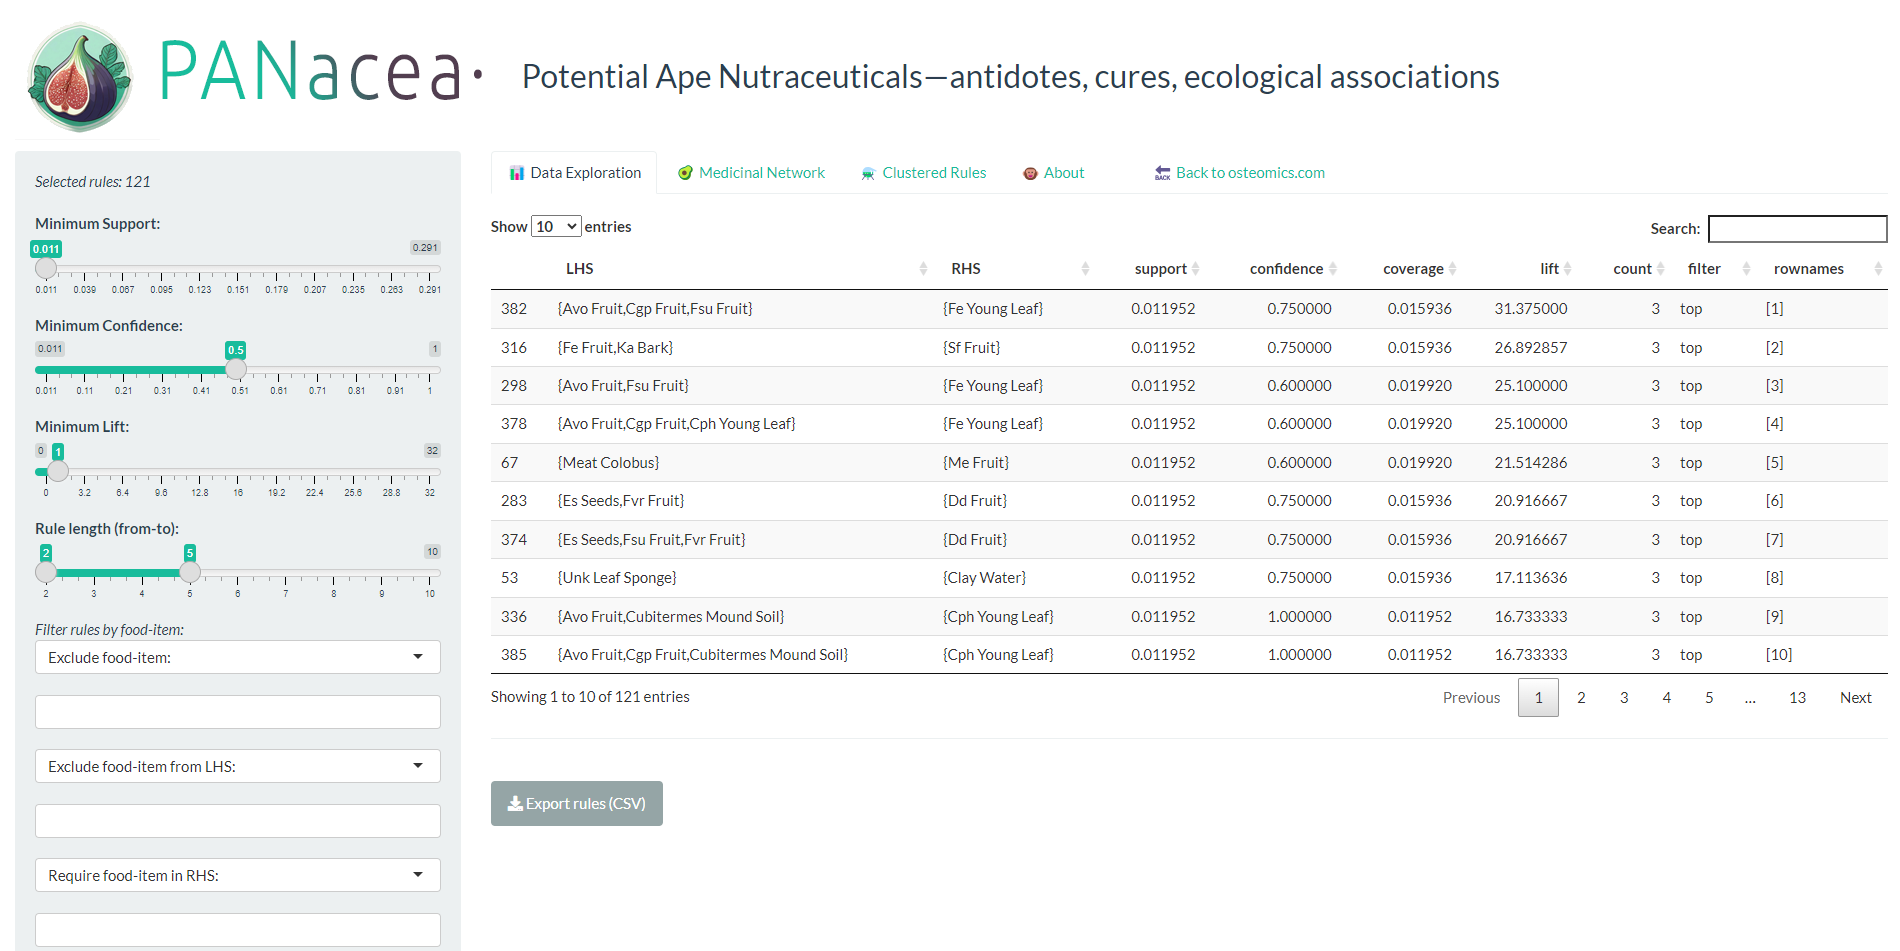 PANacea.
Potential Ape Nutraceuticals—antidotes, cures, ecological associations
Selected rules: 121
Minimum Support:
0.011 0.291
0.011 0.039 0.067 0.095 0.123 0.151 0.179 0.207 0.235 0.263 0.291
Minimum Confidence:
0.011 0.5 1
0.011 0.11 0.21 0.31 0.41 0.51 0.61 0.71 0.81 0.91 1
Minimum Lift:
0 1 32
0 3.2 6.4 9.6 12.8 16 19.2 22.4 25.6 28.8 32
Rule length (from-to):
2 5 10
2 3 4 5 6 7 8 9 10
Filter rules by food-item:
Exclude food-item:
Exclude food-item from LHS:
Require food-item in RHS:
Data Exploration Medicinal Network Clustered Rules About BACK Back to osteomics.com
Show 10 entries Search:
LHS RHS support confidence coverage lift count filter rownames
382 {Avo Fruit,Cgp Fruit,Fsu Fruit} {Fe Young Leaf} 0.011952 0.750000 0.015936 31.375000 3 top [1]
316 {Fe Fruit,Ka Bark} {Sf Fruit} 0.011952 0.750000 0.015936 26.892857 3 top [2]
298 {Avo Fruit,Fsu Fruit} {Fe Young Leaf} 0.011952 0.600000 0.019920 25.100000 3 top [3]
378 {Avo Fruit,Cgp Fruit,Cph Young Leaf} {Fe Young Leaf} 0.011952 0.600000 0.019920 25.100000 3 top [4]
67 {Meat Colobus} {Me Fruit} 0.011952 0.600000 0.019920 21.514286 3 top [5]
283 {Es Seeds,Fvr Fruit} {Dd Fruit} 0.011952 0.750000 0.015936 20.916667 3 top [6]
374 {Es Seeds,Fsu Fruit,Fvr Fruit} {Dd Fruit} 0.011952 0.750000 0.015936 20.916667 3 top [7]
53 {Unk Leaf Sponge} {Clay Water} 0.011952 0.750000 0.015936 17.113636 3 top [8]
336 {Avo Fruit,Cubitermes Mound Soil} {Cph Young Leaf} 0.011952 1.000000 0.011952 16.733333 3 top [9]
385 {Avo Fruit,Cgp Fruit,Cubitermes Mound Soil} {Cph Young Leaf} 0.011952 1.000000 0.011952 16.733333 3 top [10]
Showing 1 to 10 of 121 entries Previous 1 2 3 4 5 … 13 Next
Export rules (CSV)